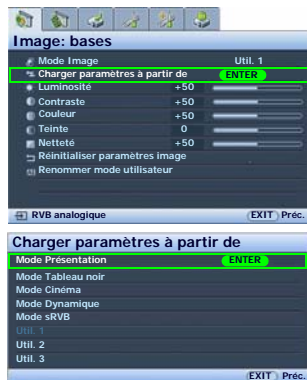 Image: bases
Mode Image Util. 1
Charger paramètres à partir de ENTER
Luminosité +50
Contraste +50
Couleur +50
Teinte 0
Netteté +50
Réinitialiser paramètres image
Renommer mode utilisateur
RVB analogique EXIT Préc.
Charger paramètres à partir de
Mode Présentation ENTER
Mode Tableau noir
Mode Cinéma
Mode Dynamique
Mode sRVB
Util. 1
Util. 2
Util. 3
EXIT Préc.